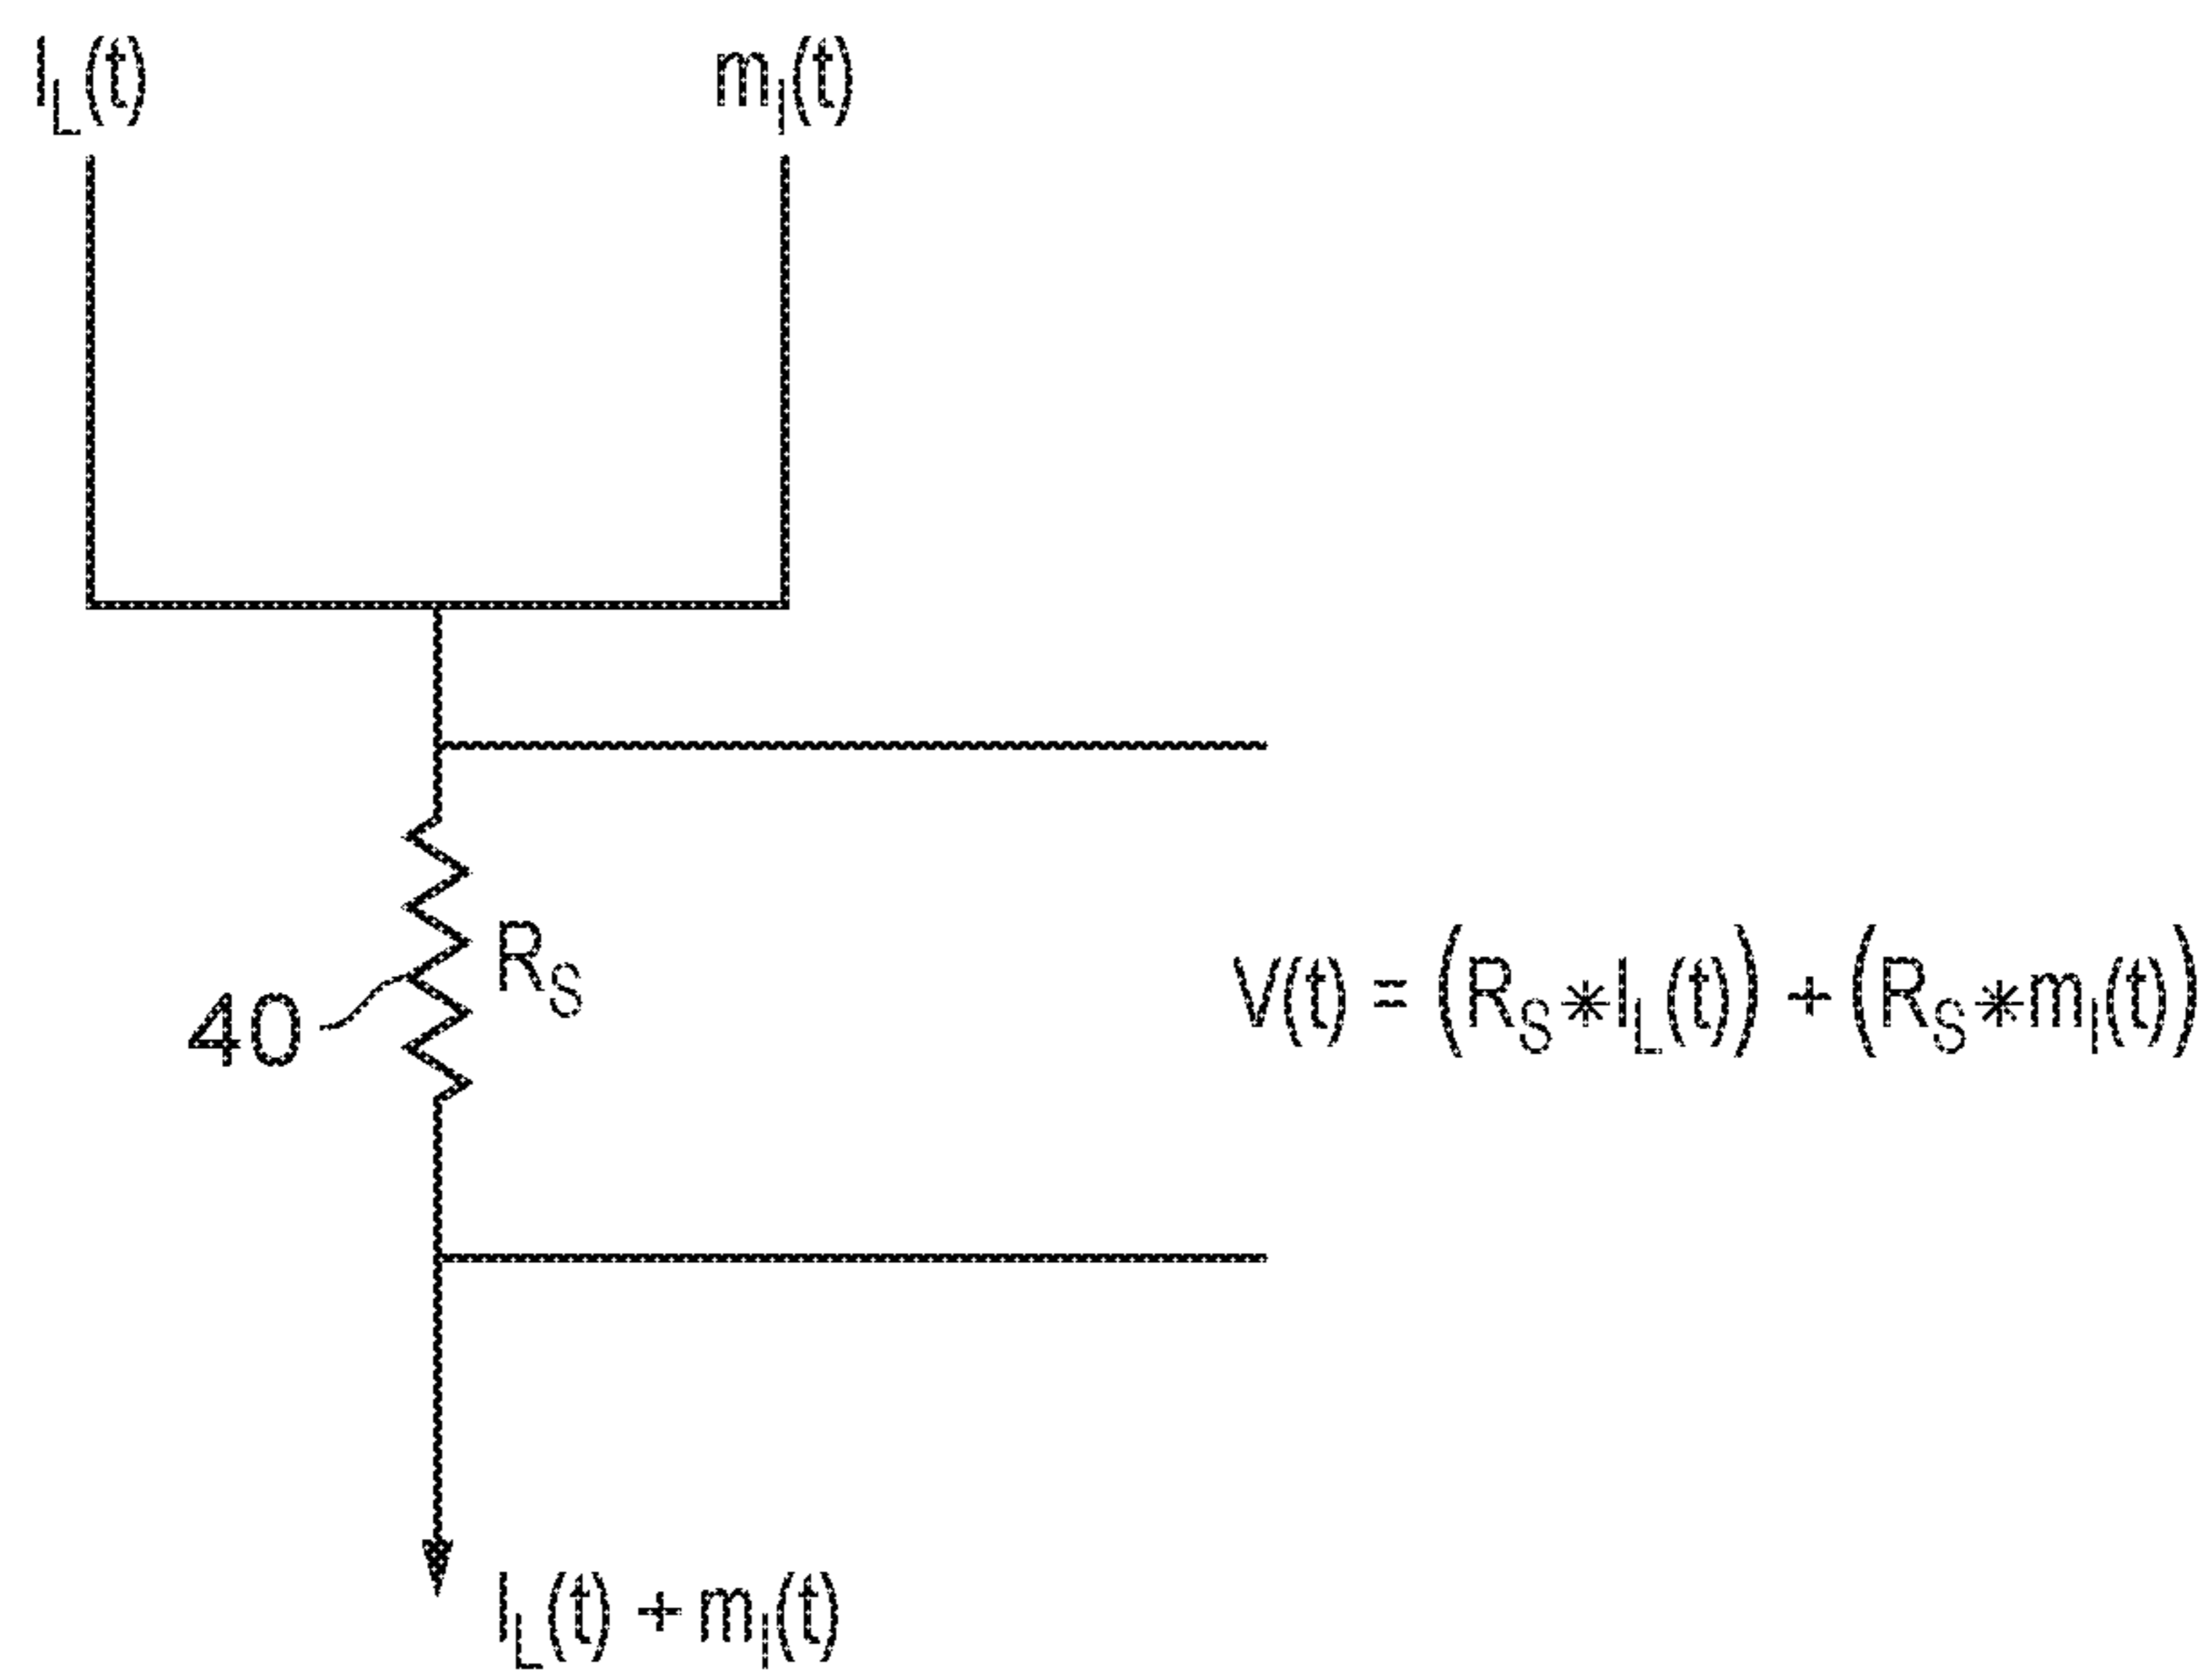 I_L(t)
m_I(t)
R_S
40
V(t) = (R_S*I_L(t)) + (R_S*m_I(t))
I_L(t) + m_I(t)